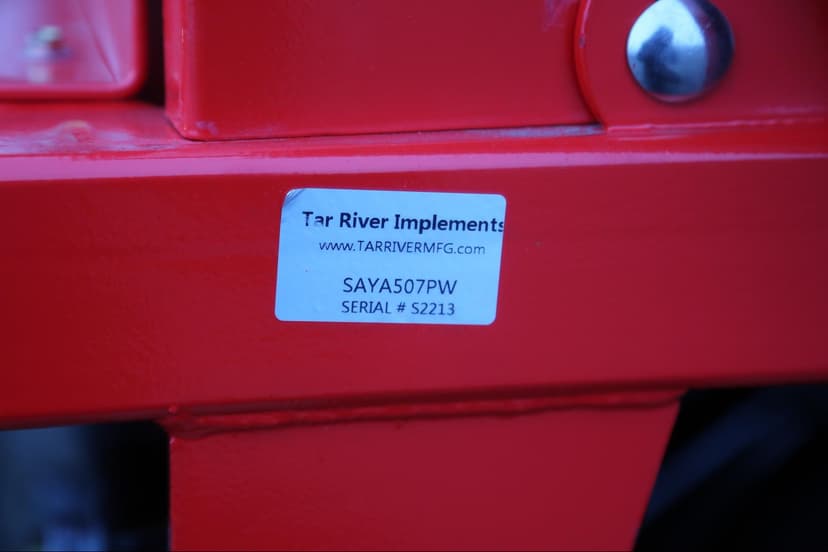 Tar River Implements
www.TARRIVERMFG.com
SAYA507PW
SERIAL # S2213